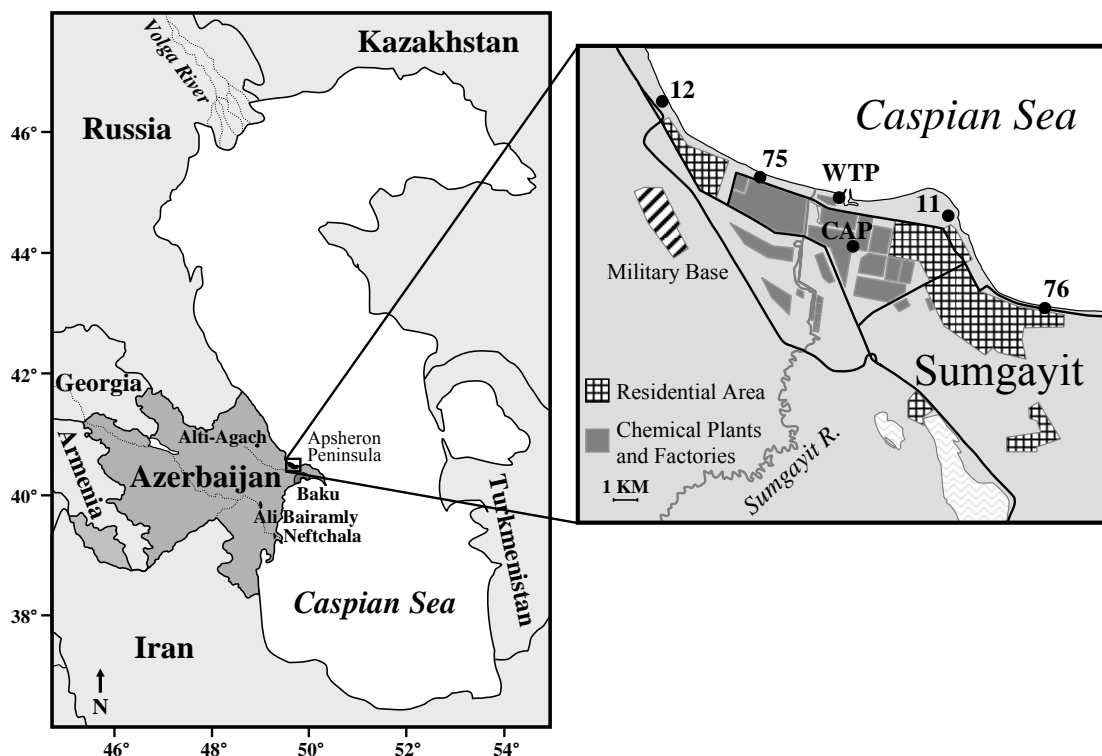 Kazakhstan
Volga River
Russia
46°
44°
42°
40°
38°
Georgia
Armenia
Alti-Agach
Azerbaijan
Apsheron
Peninsula
Baku
Ali Bairamly
Neftchala
Turkmenistan
Caspian Sea
Iran
N
46°
48°
50°
52°
54°
12
Caspian Sea
75
WTP
11
CAP
Military Base
76
Sumgayit
Residential Area
Chemical Plants
and Factories
1 KM
Sumgayit R.